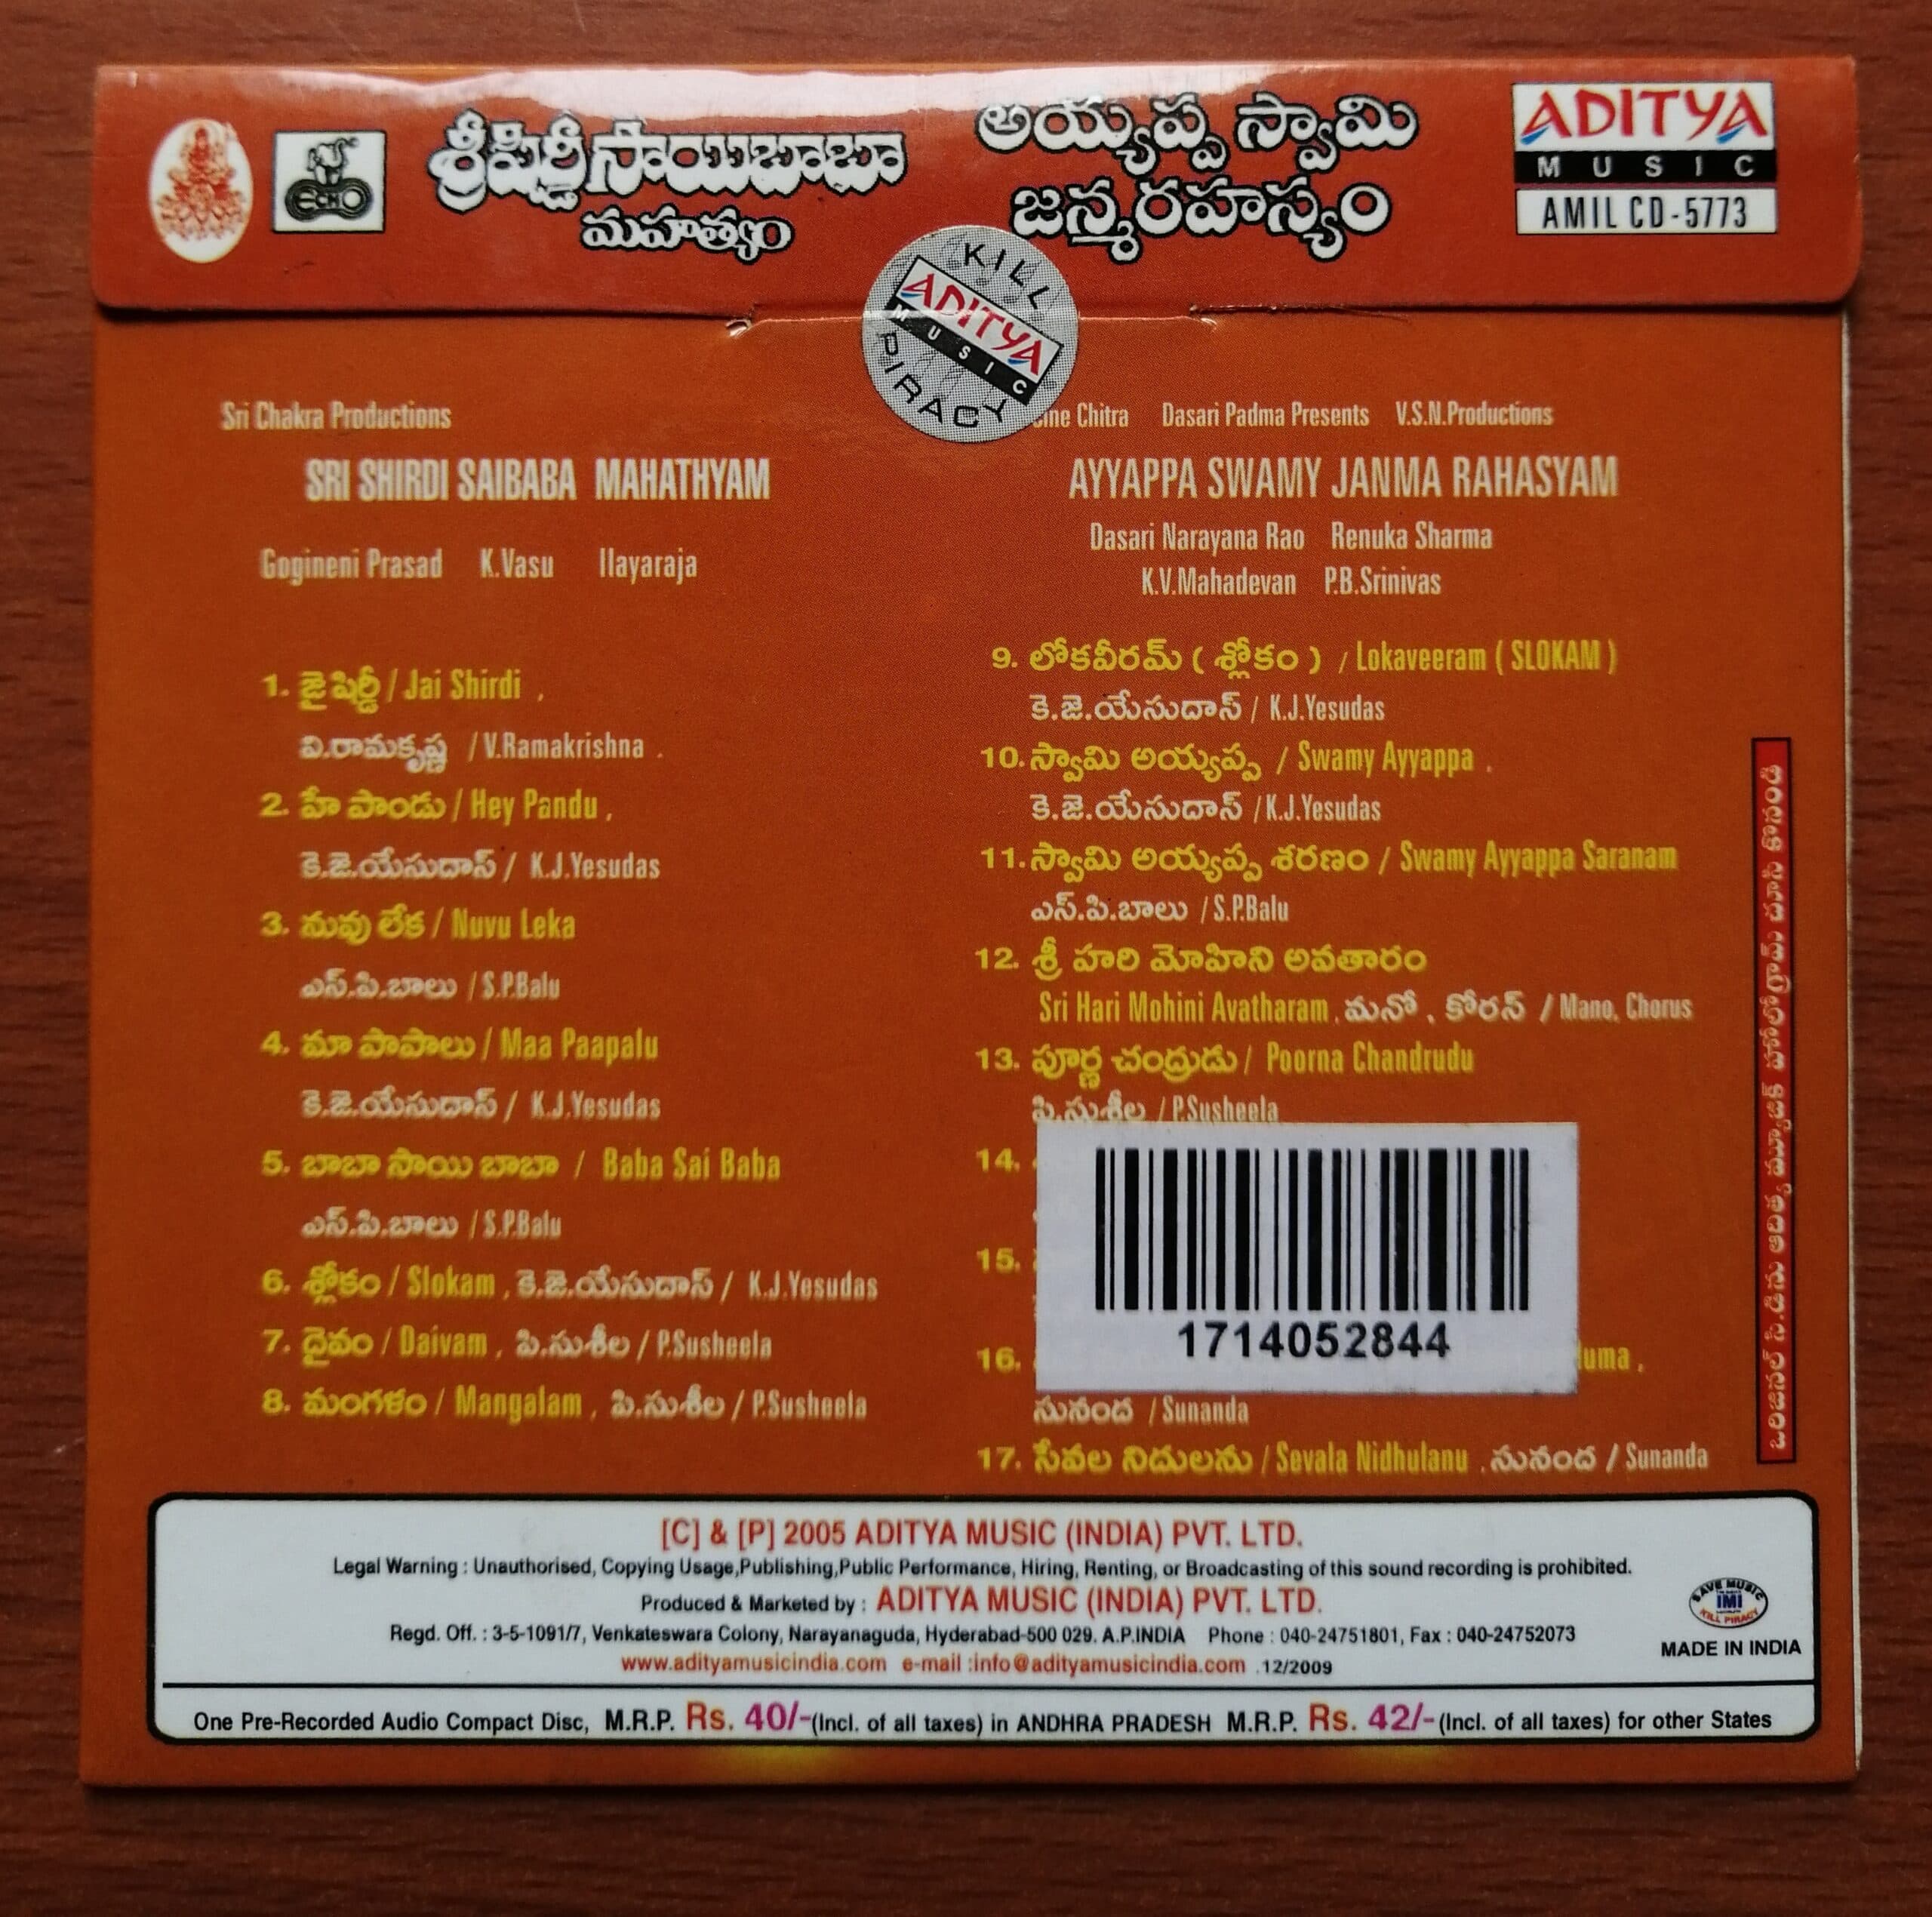 ECHO
శ్రీ షిర్డీ సాయిబాబా
మహత్యం
అయ్యప్ప స్వామి
జన్మరహస్యం
ADITYA
MUSIC
AMIL CD-5773
KILL
ADITYA
MUSIC
PIRACY
Sri Chakra Productions
SRI SHIRDI SAIBABA MAHATHYAM
Gogineni Prasad K.Vasu Ilayaraja
1. జై షిర్డీ / Jai Shirdi ,
వి.రామకృష్ణ / V.Ramakrishna .
2. హే పాండు / Hey Pandu ,
కె.జె.యేసుదాస్ / K.J.Yesudas
3. నువు లేక / Nuvu Leka
ఎస్.పి.బాలు / S.P.Balu
4. మా పాపాలు / Maa Paapalu
కె.జె.యేసుదాస్ / K.J.Yesudas
5. బాబా సాయి బాబా / Baba Sai Baba
ఎస్.పి.బాలు / S.P.Balu
6. శ్లోకం / Slokam , కె.జె.యేసుదాస్ / K.J.Yesudas
7. దైవం / Daivam , పి.సుశీల / P.Susheela
8. మంగళం / Mangalam , పి.సుశీల / P.Susheela
Chitra Dasari Padma Presents V.S.N.Productions
AYYAPPA SWAMY JANMA RAHASYAM
Dasari Narayana Rao Renuka Sharma
K.V.Mahadevan P.B.Srinivas
9. లోకవీరమ్ ( శ్లోకం ) / Lokaveeram ( SLOKAM )
కె.జె.యేసుదాస్ / K.J.Yesudas
10. స్వామి అయ్యప్ప / Swamy Ayyappa .
కె.జె.యేసుదాస్ / K.J.Yesudas
11. స్వామి అయ్యప్ప శరణం / Swamy Ayyappa Saranam
ఎస్.పి.బాలు / S.P.Balu
12. శ్రీ హరి మోహిని అవతారం
Sri Hari Mohini Avatharam , మనో , కోరస్ / Mano, Chorus
13. పూర్ణ చంద్రుడు / Poorna Chandrudu
పి.సుశీల / P.Susheela
14.
15.
16.
సునంద / Sunanda
17. సేవల నిదులను / Sevala Nidhulanu , సునంద / Sunanda
1714052844
ఒరిజినల్ సి.డి.ను ఆదిత్య మ్యూజిక్ హాలోగ్రామ్ చూసి కొనండి
[C] & [P] 2005 ADITYA MUSIC (INDIA) PVT. LTD.
Legal Warning : Unauthorised, Copying Usage,Publishing,Public Performance, Hiring, Renting, or Broadcasting of this sound recording is prohibited.
Produced & Marketed by : ADITYA MUSIC (INDIA) PVT. LTD.
Regd. Off. : 3-5-1091/7, Venkateswara Colony, Narayanaguda, Hyderabad-500 029. A.P.INDIA Phone : 040-24751801, Fax : 040-24752073
www.adityamusicindia.com e-mail :info@adityamusicindia.com .12/2009
SAVE MUSIC
IMI
KILL PIRACY
MADE IN INDIA
One Pre-Recorded Audio Compact Disc, M.R.P. Rs. 40/-(Incl. of all taxes) in ANDHRA PRADESH M.R.P. Rs. 42/-(Incl. of all taxes) for other States